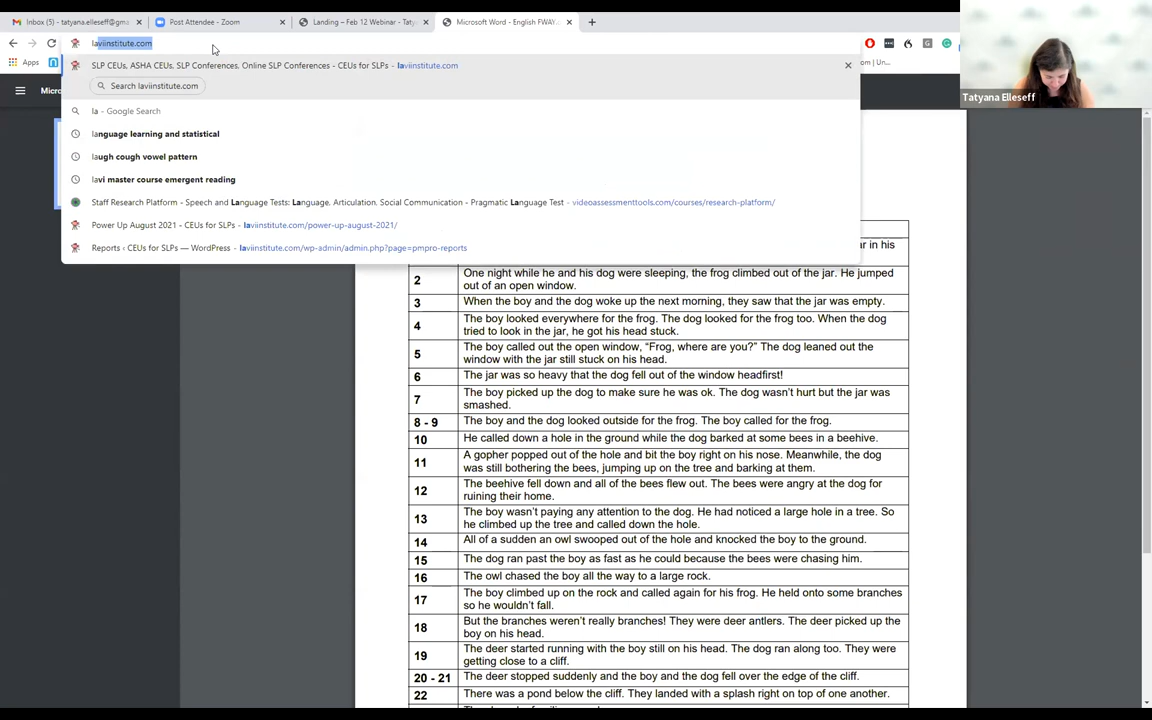 Inbox (5) - tatyana.elleseff@gma
Post Attendee - Zoom
Landing – Feb 12 Webinar - Taty
Microsoft Word - English FWAY.
laviinstitute.com
Apps
Un...
SLP CEUs, ASHA CEUs, SLP Conferences, Online SLP Conferences - CEUs for SLPs - laviinstitute.com
Search laviinstitute.com
Micro
la - Google Search
language learning and statistical
laugh cough vowel pattern
lavi master course emergent reading
Staff Research Platform - Speech and Language Tests: Language, Articulation, Social Communication - Pragmatic Language Test - videoassessmenttools.com/courses/research-platform/
Power Up August 2021 - CEUs for SLPs - laviinstitute.com/power-up-august-2021/
Reports ‹ CEUs for SLPs — WordPress - laviinstitute.com/wp-admin/admin.php?page=pmpro-reports
Tatyana Elleseff
ar in his
2 One night while he and his dog were sleeping, the frog climbed out of the jar. He jumped
out of an open window.
3 When the boy and the dog woke up the next morning, they saw that the jar was empty.
4 The boy looked everywhere for the frog. The dog looked for the frog too. When the dog
tried to look in the jar, he got his head stuck.
5 The boy called out the open window, “Frog, where are you?” The dog leaned out the
window with the jar still stuck on his head.
6 The jar was so heavy that the dog fell out of the window headfirst!
7 The boy picked up the dog to make sure he was ok. The dog wasn’t hurt but the jar was
smashed.
8 - 9 The boy and the dog looked outside for the frog. The boy called for the frog.
10 He called down a hole in the ground while the dog barked at some bees in a beehive.
11 A gopher popped out of the hole and bit the boy right on his nose. Meanwhile, the dog
was still bothering the bees, jumping up on the tree and barking at them.
12 The beehive fell down and all of the bees flew out. The bees were angry at the dog for
ruining their home.
13 The boy wasn’t paying any attention to the dog. He had noticed a large hole in a tree. So
he climbed up the tree and called down the hole.
14 All of a sudden an owl swooped out of the hole and knocked the boy to the ground.
15 The dog ran past the boy as fast as he could because the bees were chasing him.
16 The owl chased the boy all the way to a large rock.
17 The boy climbed up on the rock and called again for his frog. He held onto some branches
so he wouldn’t fall.
18 But the branches weren’t really branches! They were deer antlers. The deer picked up the
boy on his head.
19 The deer started running with the boy still on his head. The dog ran along too. They were
getting close to a cliff.
20 - 21 The deer stopped suddenly and the boy and the dog fell over the edge of the cliff.
22 There was a pond below the cliff. They landed with a splash right on top of one another.